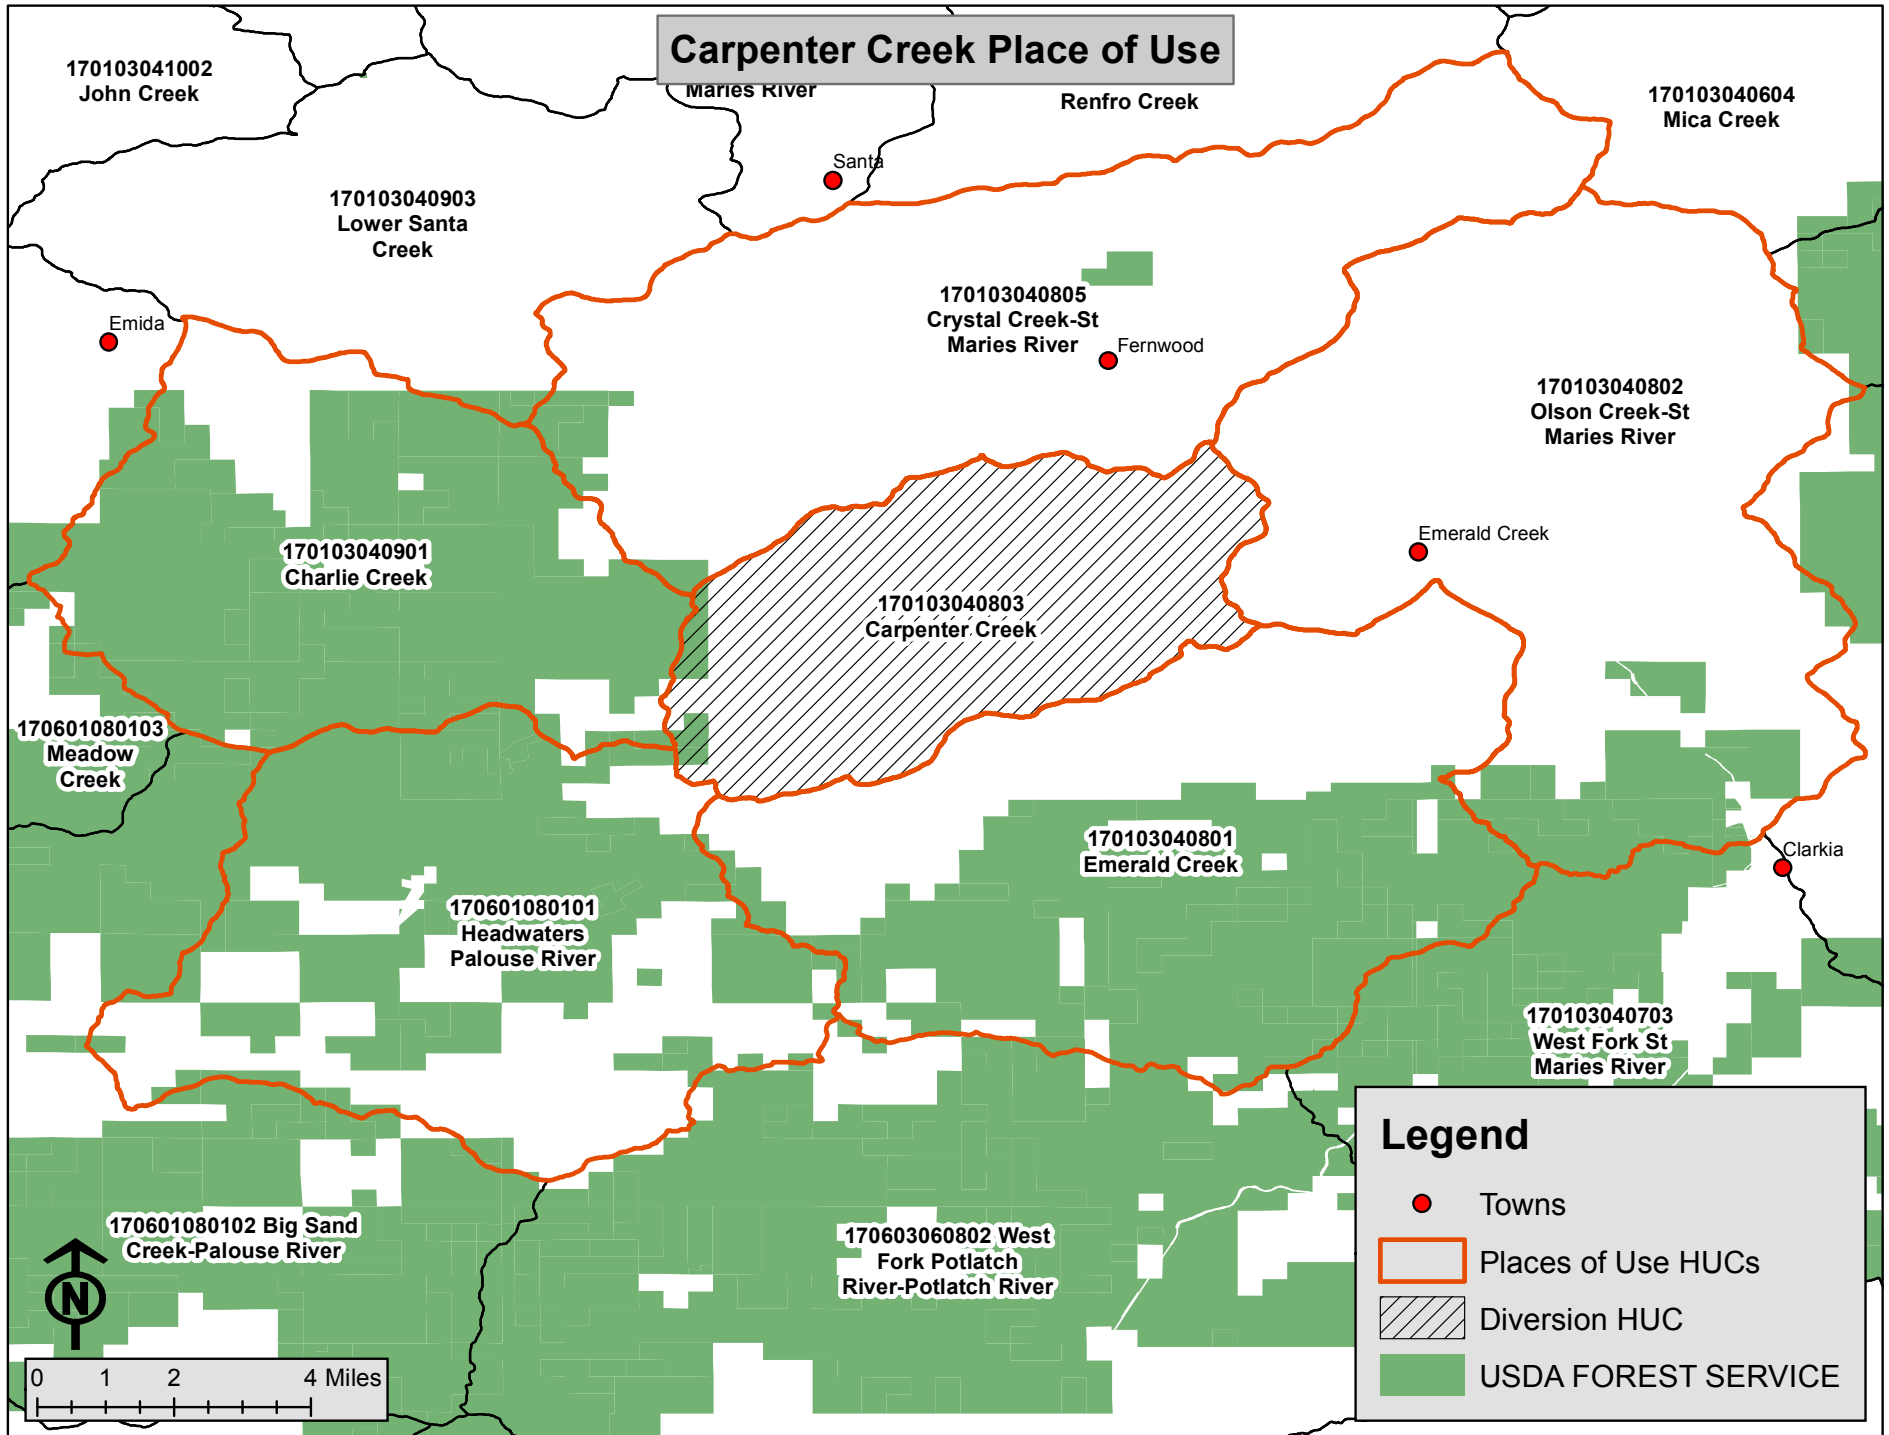 Carpenter Creek Place of Use
170103041002
John Creek
Maries River
Renfro Creek
170103040604
Mica Creek
Santa
170103040903
Lower Santa
Creek
170103040805
Crystal Creek-St
Maries River
Fernwood
Emida
170103040802
Olson Creek-St
Maries River
Emerald Creek
170103040901
Charlie Creek
170103040803
Carpenter Creek
170601080103
Meadow
Creek
170103040801
Emerald Creek
Clarkia
170601080101
Headwaters
Palouse River
170103040703
West Fork St
Maries River
170601080102 Big Sand
Creek-Palouse River
170603060802 West
Fork Potlatch
River-Potlatch River
N
0 1 2 4 Miles
Legend
Towns
Places of Use HUCs
Diversion HUC
USDA FOREST SERVICE